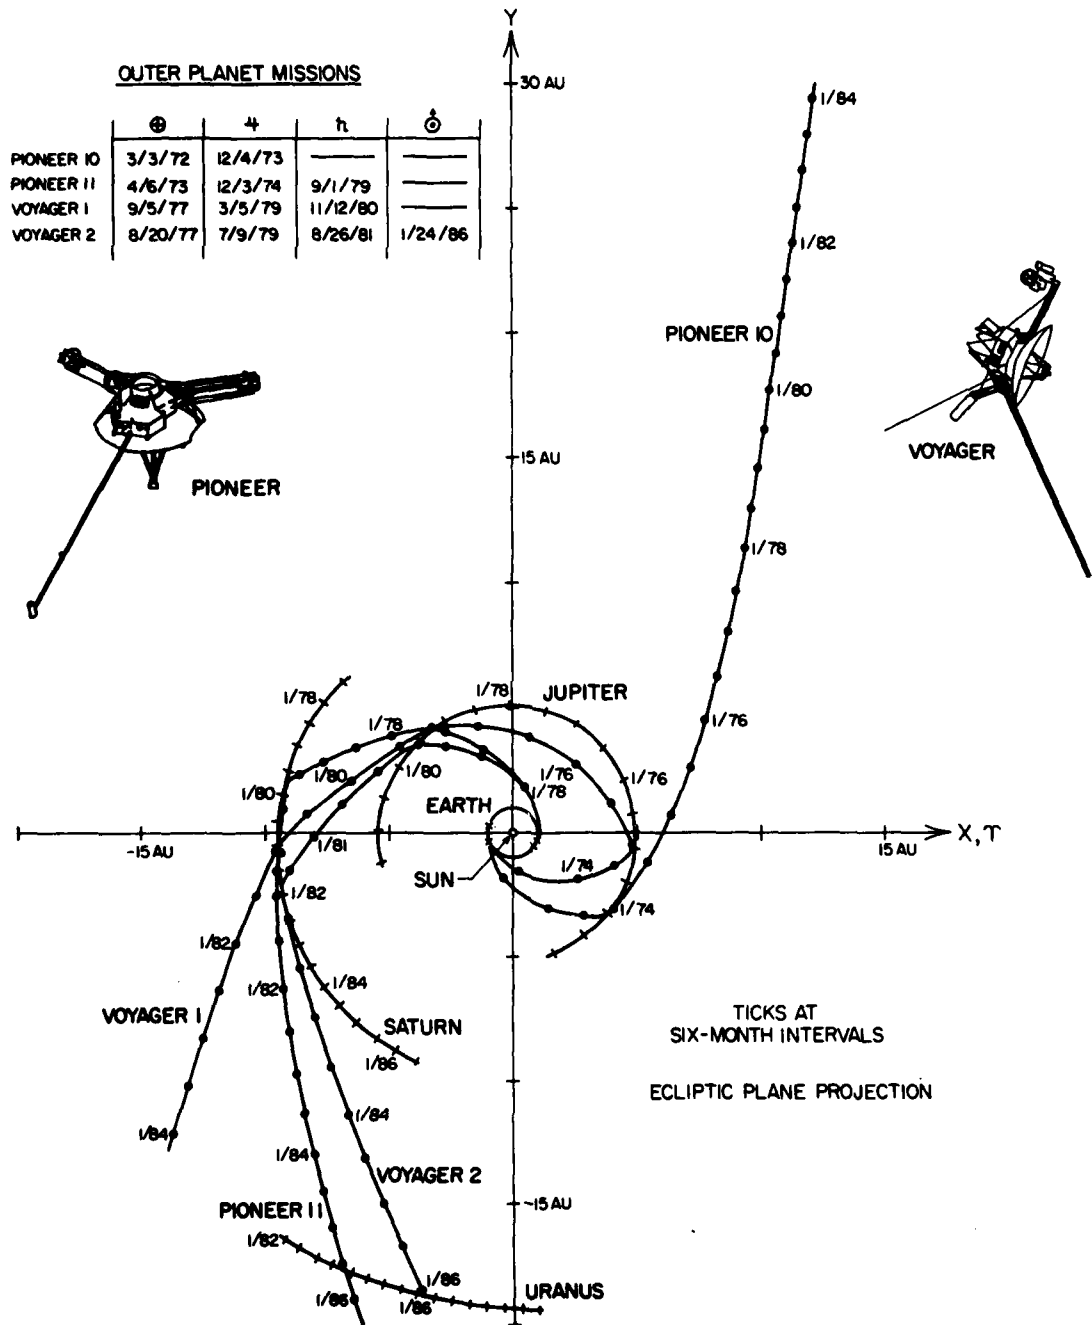 Y
30 AU
OUTER PLANET MISSIONS
⊕ ♃ ♄ ⛢
PIONEER 10 3/3/72 12/4/73 — —
PIONEER 11 4/6/73 12/3/74 9/1/79 —
VOYAGER 1 9/5/77 3/5/79 11/12/80 —
VOYAGER 2 8/20/77 7/9/79 8/26/81 1/24/86
1/84
1/82
PIONEER 10
1/80
VOYAGER
15 AU
PIONEER
1/78
1/78
1/78
JUPITER
1/78
1/76
1/80
1/80
1/76
1/76
1/80
1/78
EARTH
-15 AU
1/81
15 AU
X, ♈
SUN
1/74
1/82
1/74
1/82
1/82
1/84
VOYAGER 1
SATURN
TICKS AT
SIX-MONTH INTERVALS
1/86
ECLIPTIC PLANE PROJECTION
1/84
1/84
1/84
VOYAGER 2
PIONEER 11
-15 AU
1/82
1/86
URANUS
1/86
1/86